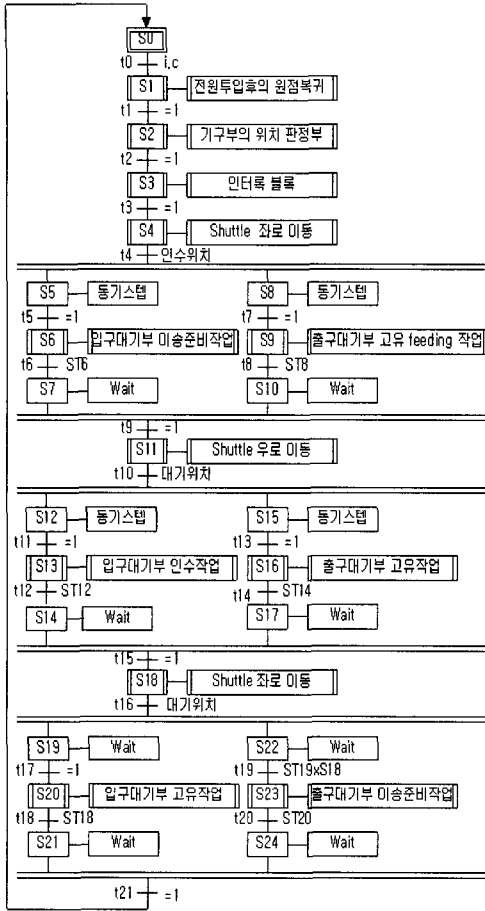 S0
t0 i.c
S1 전원투입후의 원점복귀
t1 =1
S2 기구부의 위치 판정부
t2 =1
S3 인터록 블록
t3 =1
S4 Shuttle 좌로 이동
t4 인수위치
S5 동기스텝 S8 동기스텝
t5 =1 t7 =1
S6 입구대기부 이송준비작업 S9 출구대기부 고유 feeding 작업
t6 ST6 t8 ST8
S7 Wait S10 Wait
t9 =1
S11 Shuttle 우로 이동
t10 대기위치
S12 동기스텝 S15 동기스텝
t11 =1 t13 =1
S13 입구대기부 인수작업 S16 출구대기부 고유작업
t12 ST12 t14 ST14
S14 Wait S17 Wait
t15 =1
S18 Shuttle 좌로 이동
t16 대기위치
S19 Wait S22 Wait
t17 =1 t19 ST19xS18
S20 입구대기부 고유작업 S23 출구대기부 이송준비작업
t18 ST18 t20 ST20
S21 Wait S24 Wait
t21 =1